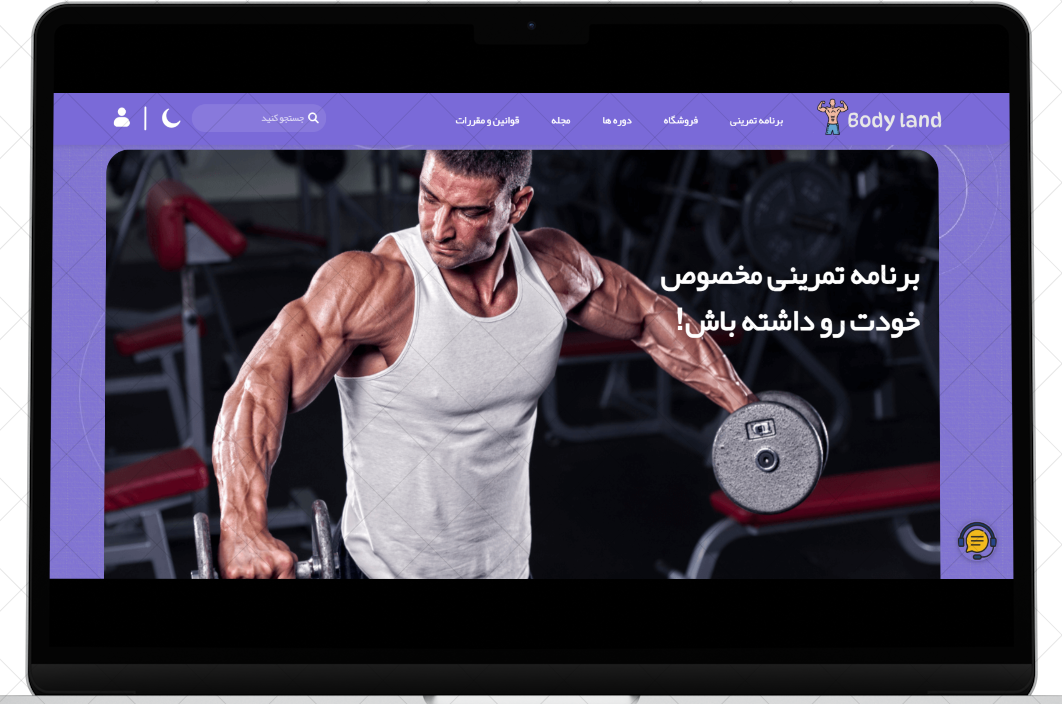 Body land
برنامه تمرینی
فروشگاه
دوره ها
مجله
قوانین و مقررات
جستجو کنید
برنامه تمرینی مخصوص
خودت رو داشته باش!